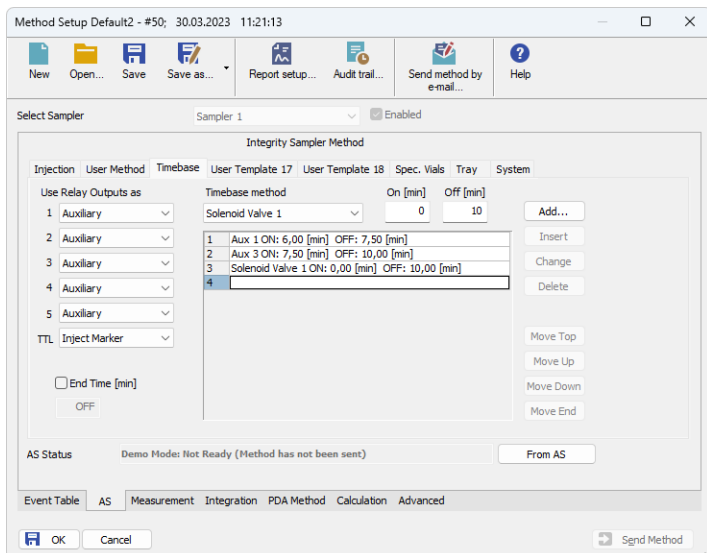 Method Setup Default2 - #50;   30.03.2023   11:21:13
New Open... Save Save as... Report setup... Audit trail... Send method by e-mail... Help
Select Sampler Sampler 1 Enabled
Integrity Sampler Method
Injection User Method Timebase User Template 17 User Template 18 Spec. Vials Tray System
Use Relay Outputs as Timebase method On [min] Off [min]
1 Auxiliary Solenoid Valve 1 0 10 Add...
2 Auxiliary 1 Aux 1 ON: 6,00 [min] OFF: 7,50 [min] Insert
2 Aux 3 ON: 7,50 [min] OFF: 10,00 [min]
3 Auxiliary 3 Solenoid Valve 1 ON: 0,00 [min] OFF: 10,00 [min] Change
4 Auxiliary 4 Delete
5 Auxiliary
TTL Inject Marker Move Top
Move Up
End Time [min] Move Down
OFF Move End
AS Status Demo Mode: Not Ready (Method has not been sent) From AS
Event Table AS Measurement Integration PDA Method Calculation Advanced
OK Cancel Send Method